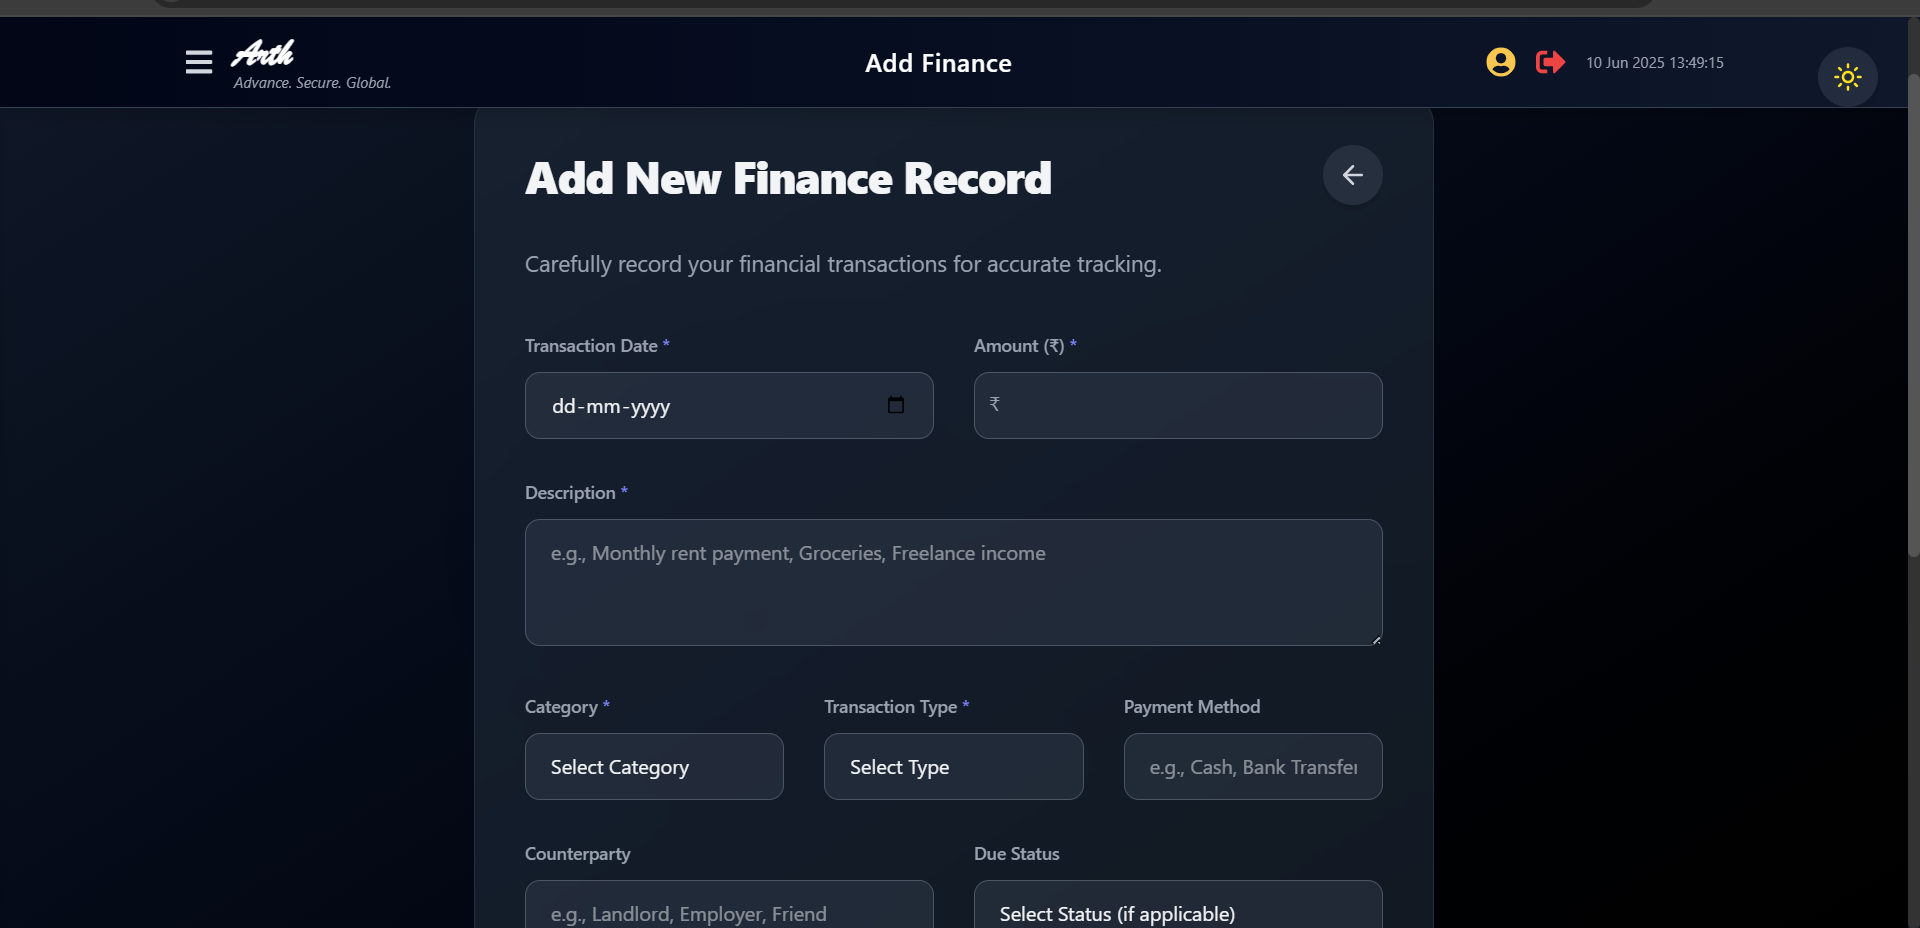 Arth
Advance. Secure. Global.
Add Finance
10 Jun 2025 13:49:15
Add New Finance Record
Carefully record your financial transactions for accurate tracking.
Transaction Date *
Amount (₹) *
dd-mm-yyyy
₹
Description *
e.g., Monthly rent payment, Groceries, Freelance income
Category *
Transaction Type *
Payment Method
Select Category
Select Type
e.g., Cash, Bank Transfer
Counterparty
Due Status
e.g., Landlord, Employer, Friend
Select Status (if applicable)